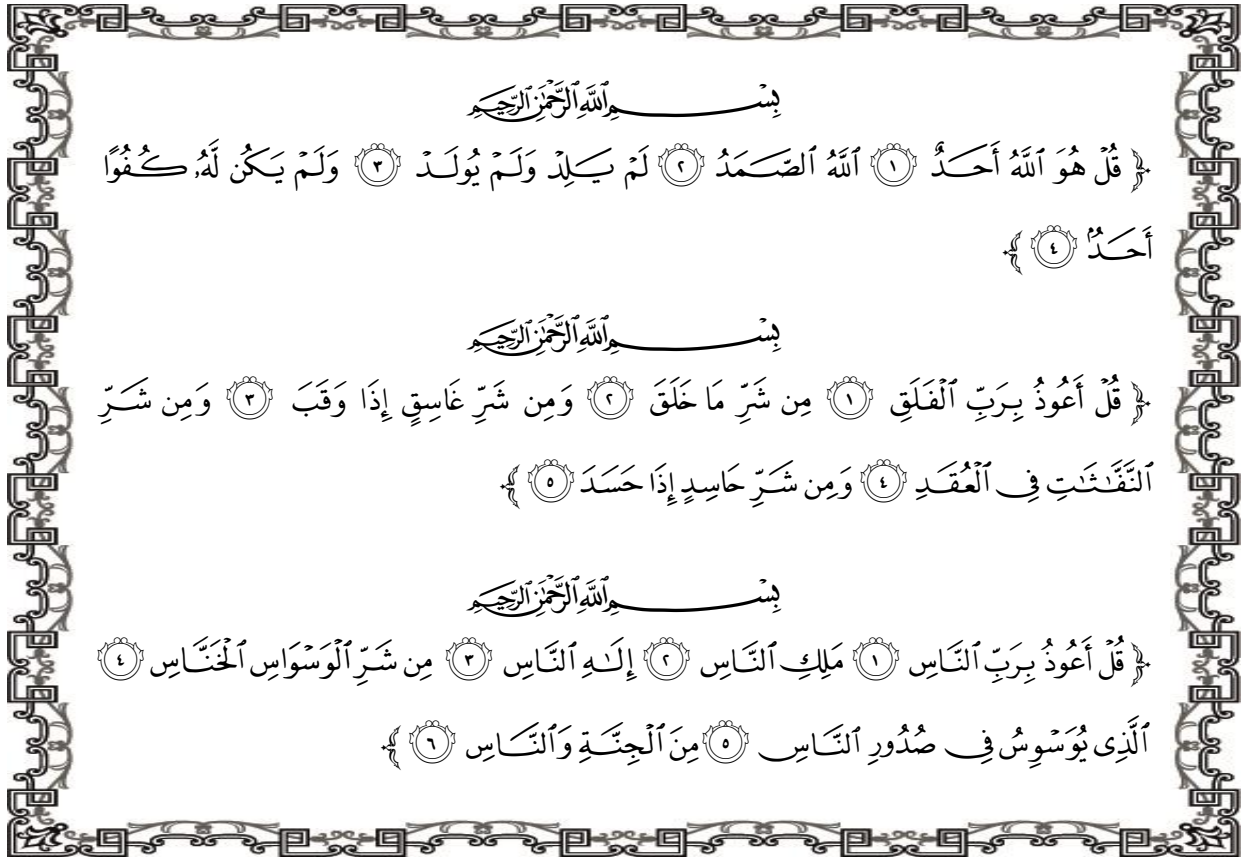 بِسْمِ ٱللَّهِ ٱلرَّحْمَٰنِ ٱلرَّحِيمِ
﴿ قُلْ هُوَ ٱللَّهُ أَحَدٌ ۝١ ٱللَّهُ ٱلصَّمَدُ ۝٢ لَمْ يَلِدْ وَلَمْ يُولَدْ ۝٣ وَلَمْ يَكُن لَّهُۥ كُفُوًا
أَحَدٌۢ ۝٤ ﴾
بِسْمِ ٱللَّهِ ٱلرَّحْمَٰنِ ٱلرَّحِيمِ
﴿ قُلْ أَعُوذُ بِرَبِّ ٱلْفَلَقِ ۝١ مِن شَرِّ مَا خَلَقَ ۝٢ وَمِن شَرِّ غَاسِقٍ إِذَا وَقَبَ ۝٣ وَمِن شَرِّ
ٱلنَّفَّٰثَٰتِ فِى ٱلْعُقَدِ ۝٤ وَمِن شَرِّ حَاسِدٍ إِذَا حَسَدَ ۝٥ ﴾
بِسْمِ ٱللَّهِ ٱلرَّحْمَٰنِ ٱلرَّحِيمِ
﴿ قُلْ أَعُوذُ بِرَبِّ ٱلنَّاسِ ۝١ مَلِكِ ٱلنَّاسِ ۝٢ إِلَٰهِ ٱلنَّاسِ ۝٣ مِن شَرِّ ٱلْوَسْوَاسِ ٱلْخَنَّاسِ ۝٤
ٱلَّذِى يُوَسْوِسُ فِى صُدُورِ ٱلنَّاسِ ۝٥ مِنَ ٱلْجِنَّةِ وَٱلنَّاسِ ۝٦ ﴾